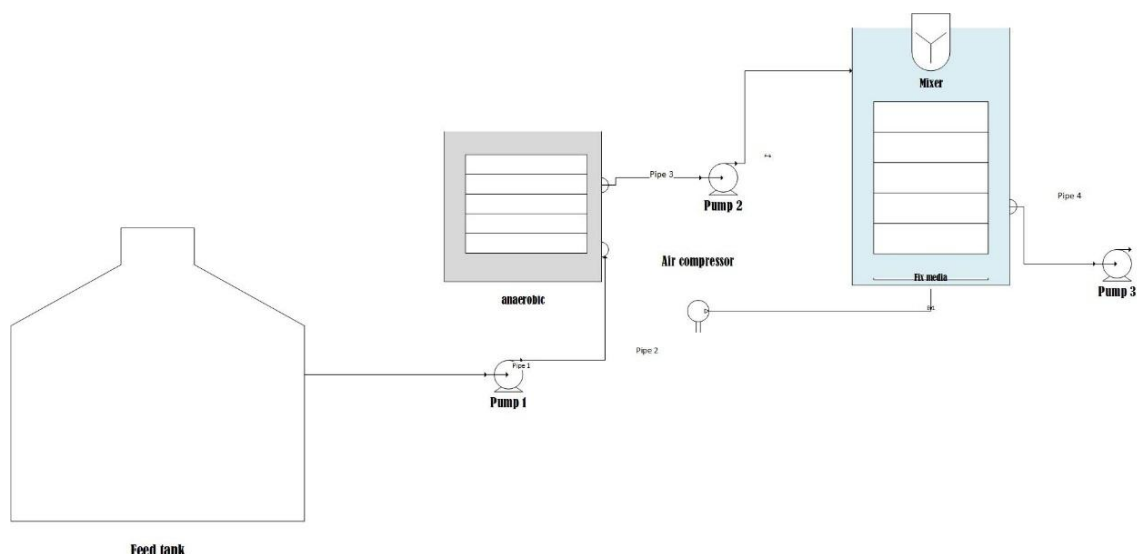 Mixer
Pipe 3
Pump 2
Pipe 4
Air compressor
Fix media
Pump 3
anaerobic
Pipe 2
Pipe 1
Pump 1
Feed tank